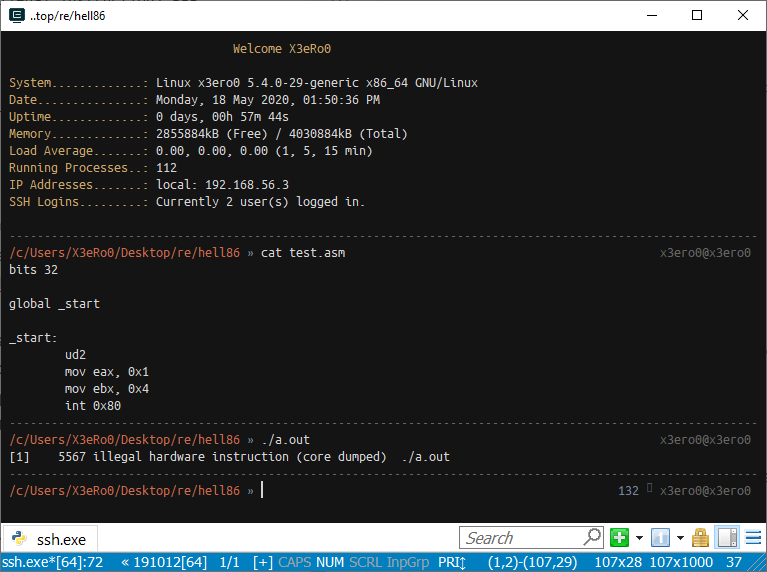 ..top/re/hell86
Welcome X3eRo0
System.............: Linux x3ero0 5.4.0-29-generic x86_64 GNU/Linux
Date...............: Monday, 18 May 2020, 01:50:36 PM
Uptime.............: 0 days, 00h 57m 44s
Memory.............: 2855884kB (Free) / 4030884kB (Total)
Load Average.......: 0.00, 0.00, 0.00 (1, 5, 15 min)
Running Processes..: 112
IP Addresses.......: local: 192.168.56.3
SSH Logins.........: Currently 2 user(s) logged in.
/c/Users/X3eRo0/Desktop/re/hell86 » cat test.asm x3ero0@x3ero0
bits 32
global _start
_start:
ud2
mov eax, 0x1
mov ebx, 0x4
int 0x80
/c/Users/X3eRo0/Desktop/re/hell86 » ./a.out x3ero0@x3ero0
[1]    5567 illegal hardware instruction (core dumped)  ./a.out
/c/Users/X3eRo0/Desktop/re/hell86 » 132 x3ero0@x3ero0
ssh.exe Search 1
ssh.exe*[64]:72 « 191012[64] 1/1 [+] CAPS NUM SCRL InpGrp PRI↕ (1,2)-(107,29) 107x28 107x1000 37